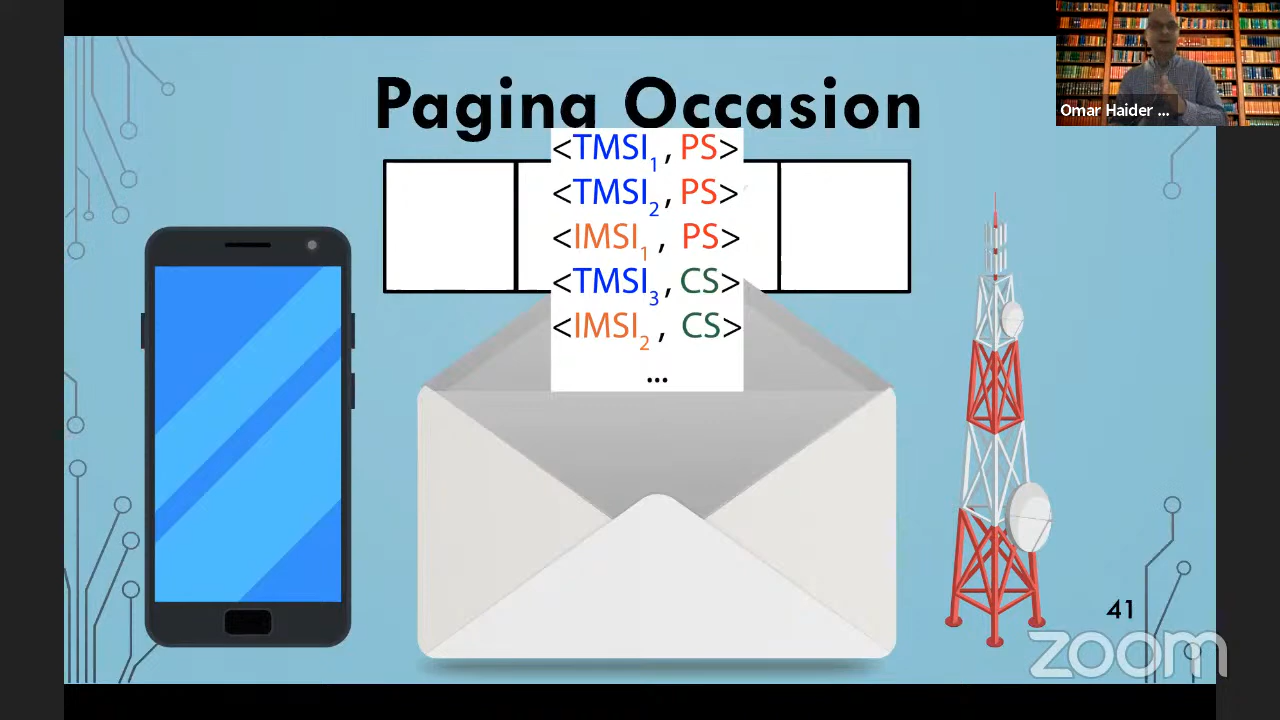 Pagina Occasion
Omar Haider ...
<TMSI1, PS>
<TMSI2, PS>
<IMSI1, PS>
<TMSI3, CS>
<IMSI2, CS>
...
41
zoom